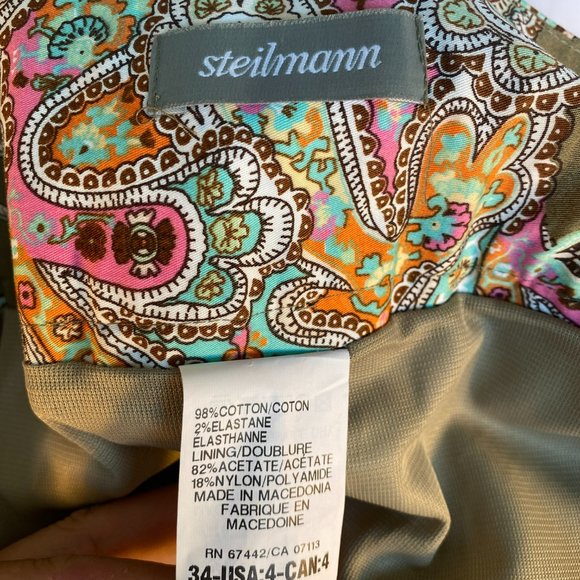 steilmann
98%COTTON/COTON
2%ELASTANE
ÉLASTHANNE
LINING/DOUBLURE
82%ACETATE/ACÉTATE
18%NYLON/POLYAMIDE
MADE IN MACEDONIA
FABRIQUE EN
MACEDOINE
RN 67442/CA 07113
34-USA:4-CAN:4